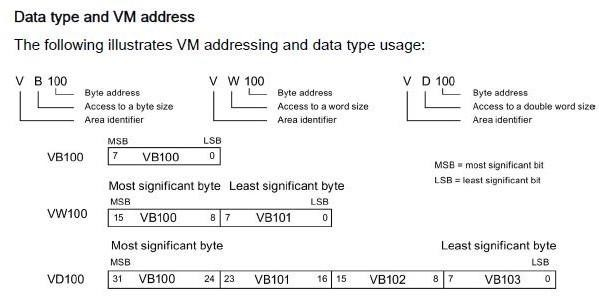 Data type and VM address
The following illustrates VM addressing and data type usage:
V B 100
Byte address
Access to a byte size
Area identifier
V W 100
Byte address
Access to a word size
Area identifier
V D 100
Byte address
Access to a double word size
Area identifier
MSB LSB
VB100 7 VB100 0
MSB = most significant bit
LSB = least significant bit
Most significant byte Least significant byte
MSB LSB
VW100 15 VB100 8 7 VB101 0
Most significant byte Least significant byte
MSB LSB
VD100 31 VB100 24 23 VB101 16 15 VB102 8 7 VB103 0